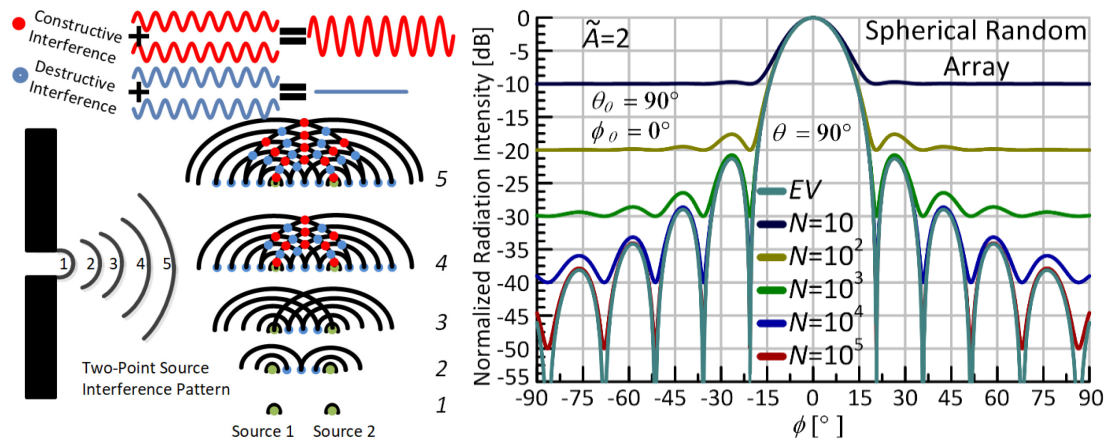 Constructive
Interference
+
=
Destructive
Interference
+
=
1 2 3 4 5
5
4
3
2
1
Two-Point Source
Interference Pattern
Source 1 Source 2
Normalized Radiation Intensity [dB]
0
-5
-10
-15
-20
-25
-30
-35
-40
-45
-50
-55
Ã=2
Spherical Random
Array
θ₀ = 90°
ϕ₀ = 0°
θ = 90°
EV
N=10
N=10²
N=10³
N=10⁴
N=10⁵
-90 -75 -60 -45 -30 -15 0 15 30 45 60 75 90
ϕ [°]